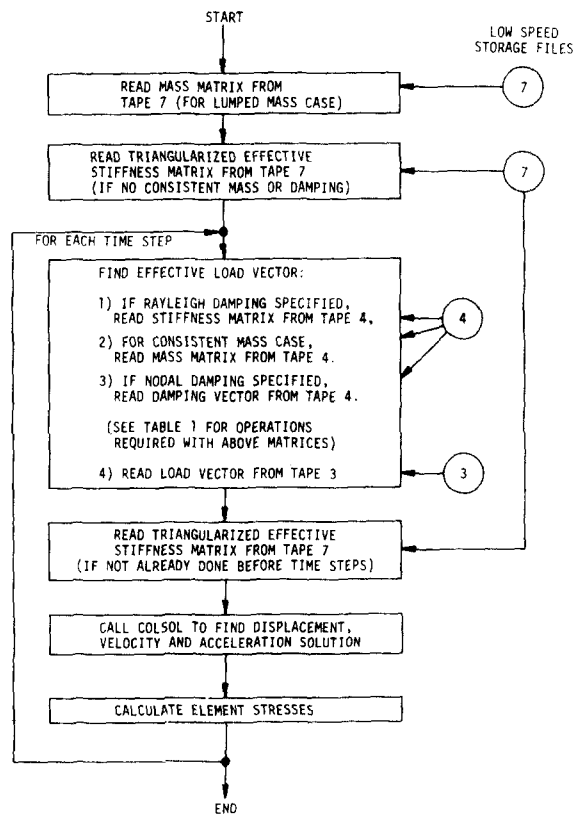 START
LOW SPEED
STORAGE FILES
READ MASS MATRIX FROM
TAPE 7 (FOR LUMPED MASS CASE)
7
READ TRIANGULARIZED EFFECTIVE
STIFFNESS MATRIX FROM TAPE 7
(IF NO CONSISTENT MASS OR DAMPING)
7
FOR EACH TIME STEP
FIND EFFECTIVE LOAD VECTOR:
1) IF RAYLEIGH DAMPING SPECIFIED,
READ STIFFNESS MATRIX FROM TAPE 4,
2) FOR CONSISTENT MASS CASE,
READ MASS MATRIX FROM TAPE 4.
3) IF NODAL DAMPING SPECIFIED,
READ DAMPING VECTOR FROM TAPE 4.
4
(SEE TABLE 1 FOR OPERATIONS
REQUIRED WITH ABOVE MATRICES)
4) READ LOAD VECTOR FROM TAPE 3
3
READ TRIANGULARIZED EFFECTIVE
STIFFNESS MATRIX FROM TAPE 7
(IF NOT ALREADY DONE BEFORE TIME STEPS)
CALL COLSOL TO FIND DISPLACEMENT,
VELOCITY AND ACCELERATION SOLUTION
CALCULATE ELEMENT STRESSES
END